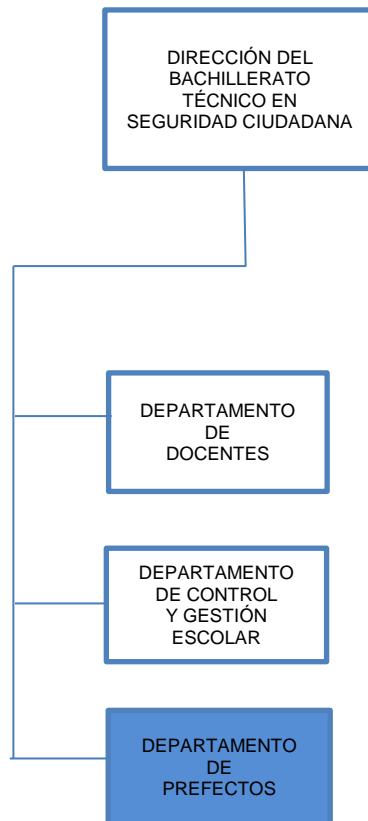 DIRECCIÓN DEL
BACHILLERATO
TÉCNICO EN
SEGURIDAD CIUDADANA
DEPARTAMENTO
DE
DOCENTES
DEPARTAMENTO
DE CONTROL
Y GESTIÓN
ESCOLAR
DEPARTAMENTO
DE
PREFECTOS